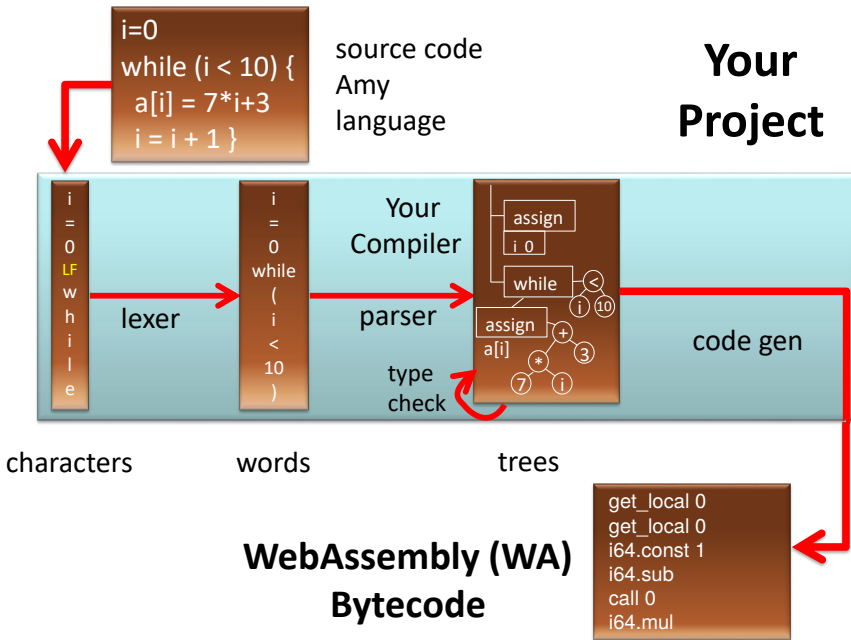 i=0
while (i < 10) {
a[i] = 7*i+3
i = i + 1 }
source code
Amy
language
Your
Project
i
=
0
LF
w
h
i
l
e
lexer
i
=
0
while
(
i
<
10
)
Your
Compiler
parser
assign
i 0
while
<
i
10
assign
a[i]
+
3
*
7
i
type
check
code gen
characters
words
trees
WebAssembly (WA)
Bytecode
get_local 0
get_local 0
i64.const 1
i64.sub
call 0
i64.mul